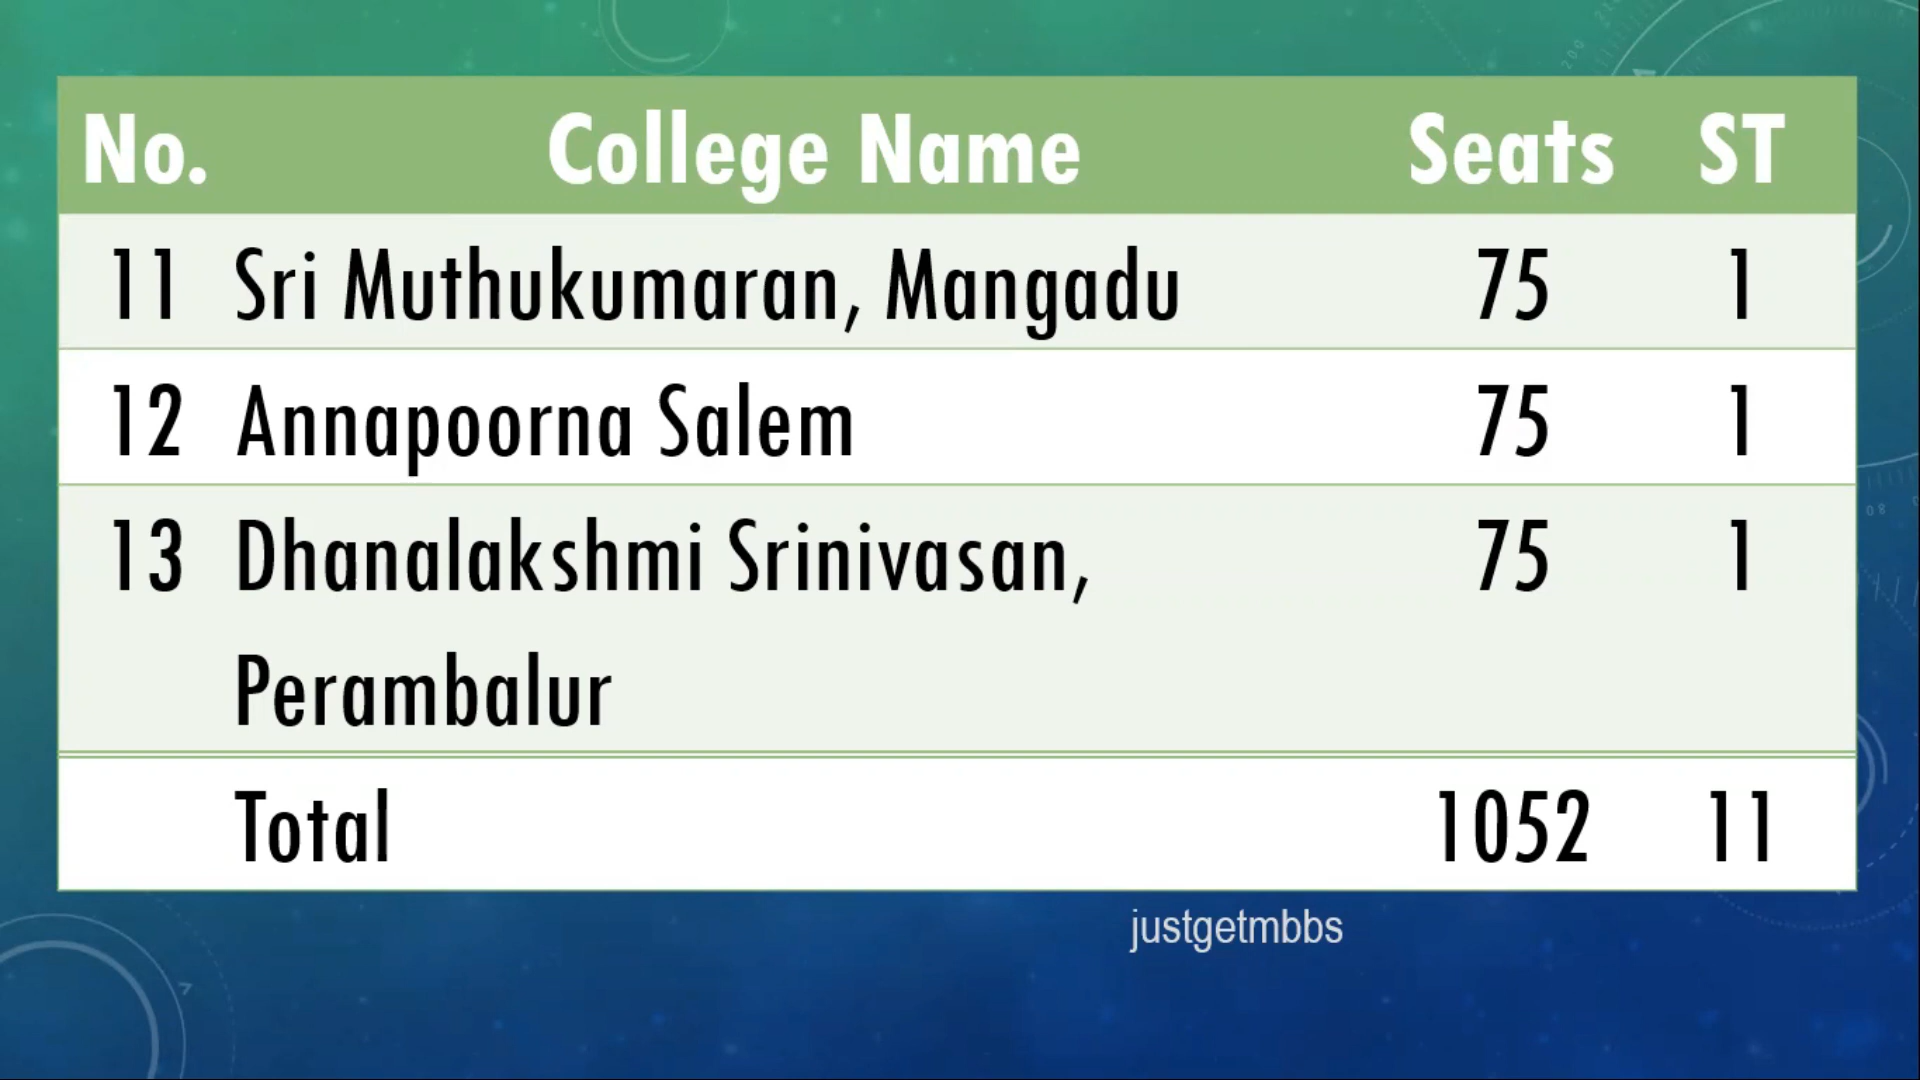 No. College Name Seats ST
11 Sri Muthukumaran, Mangadu 75 1
12 Annapoorna Salem 75 1
13 Dhanalakshmi Srinivasan, 75 1
Perambalur
Total 1052 11
justgetmbbs